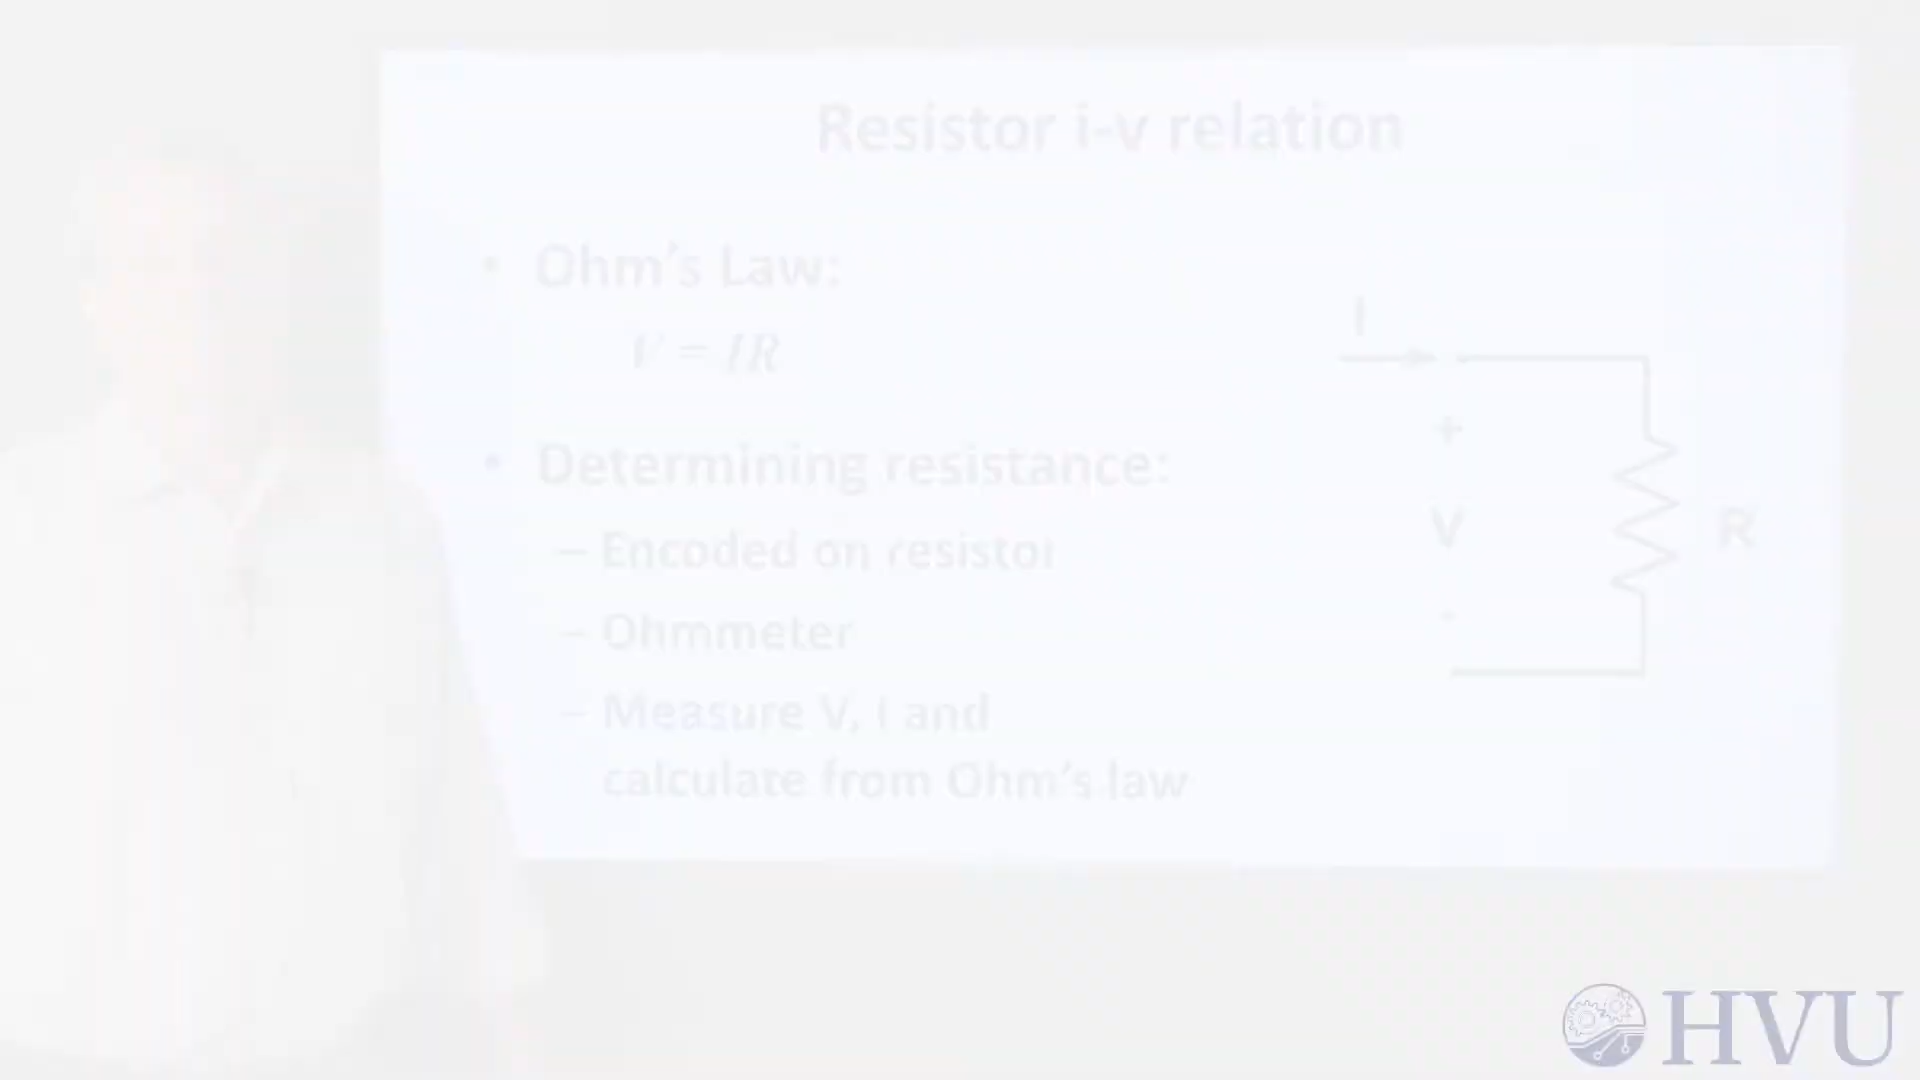 Resistor i-v relation
• Ohm's Law:
V = IR
• Determining resistance:
– Encoded on resistor
– Ohmmeter
– Measure V, I and
calculate from Ohm's law
I
+
V
R
-
HVU